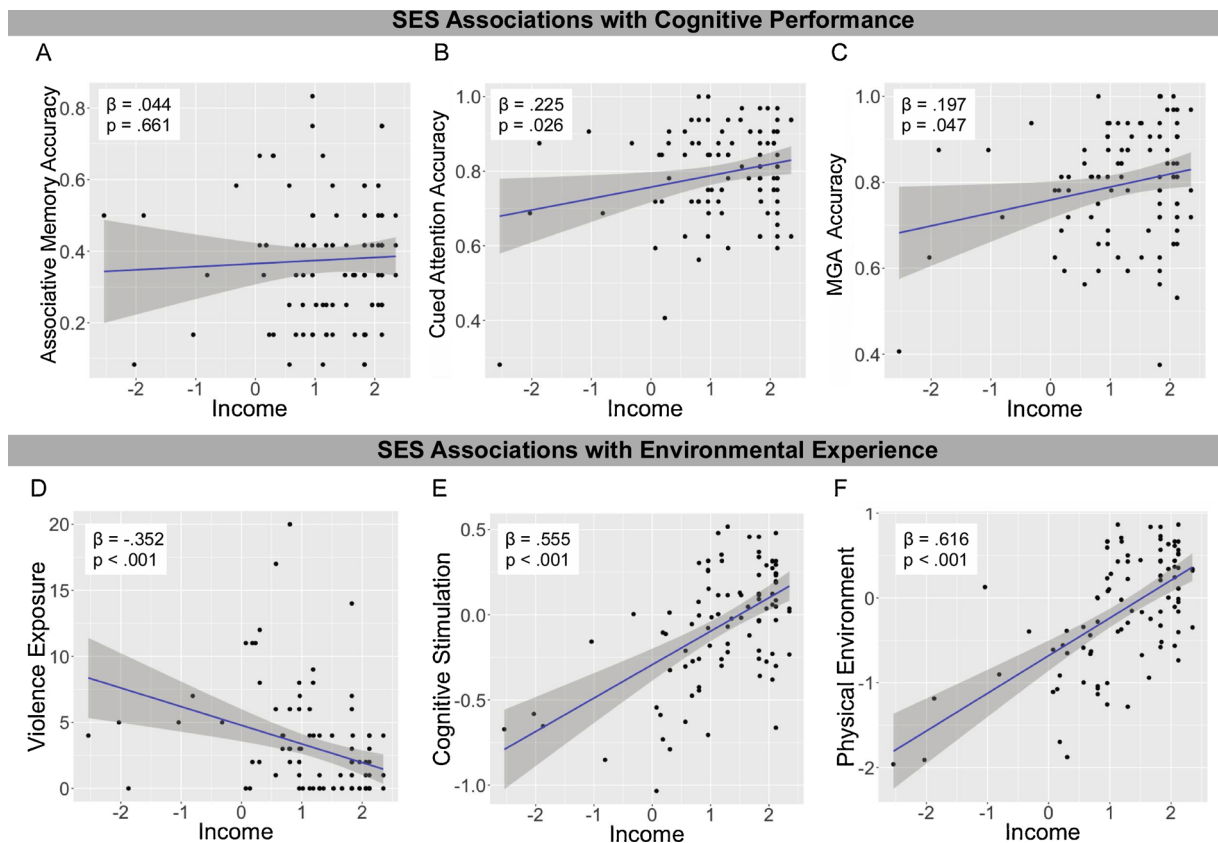 SES Associations with Cognitive Performance
A
β = .044
p = .661
Associative Memory Accuracy
0.8
0.6
0.4
0.2
-2
-1
0
1
2
Income
B
β = .225
p = .026
Cued Attention Accuracy
1.0
0.8
0.6
0.4
-2
-1
0
1
2
Income
C
β = .197
p = .047
MGA Accuracy
1.0
0.8
0.6
0.4
-2
-1
0
1
2
Income
SES Associations with Environmental Experience
D
β = -.352
p < .001
Violence Exposure
20
15
10
5
0
-2
-1
0
1
2
Income
E
β = .555
p < .001
Cognitive Stimulation
0.5
0.0
-0.5
-1.0
-2
-1
0
1
2
Income
F
β = .616
p < .001
Physical Environment
1
0
-1
-2
-2
-1
0
1
2
Income